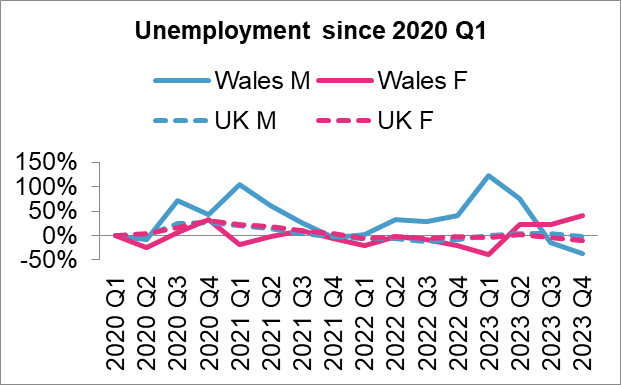 Unemployment since 2020 Q1
Wales M
Wales F
UK M
UK F
150%
100%
50%
0%
-50%
2020 Q1
2020 Q2
2020 Q3
2020 Q4
2021 Q1
2021 Q2
2021 Q3
2021 Q4
2022 Q1
2022 Q2
2022 Q3
2022 Q4
2023 Q1
2023 Q2
2023 Q3
2023 Q4